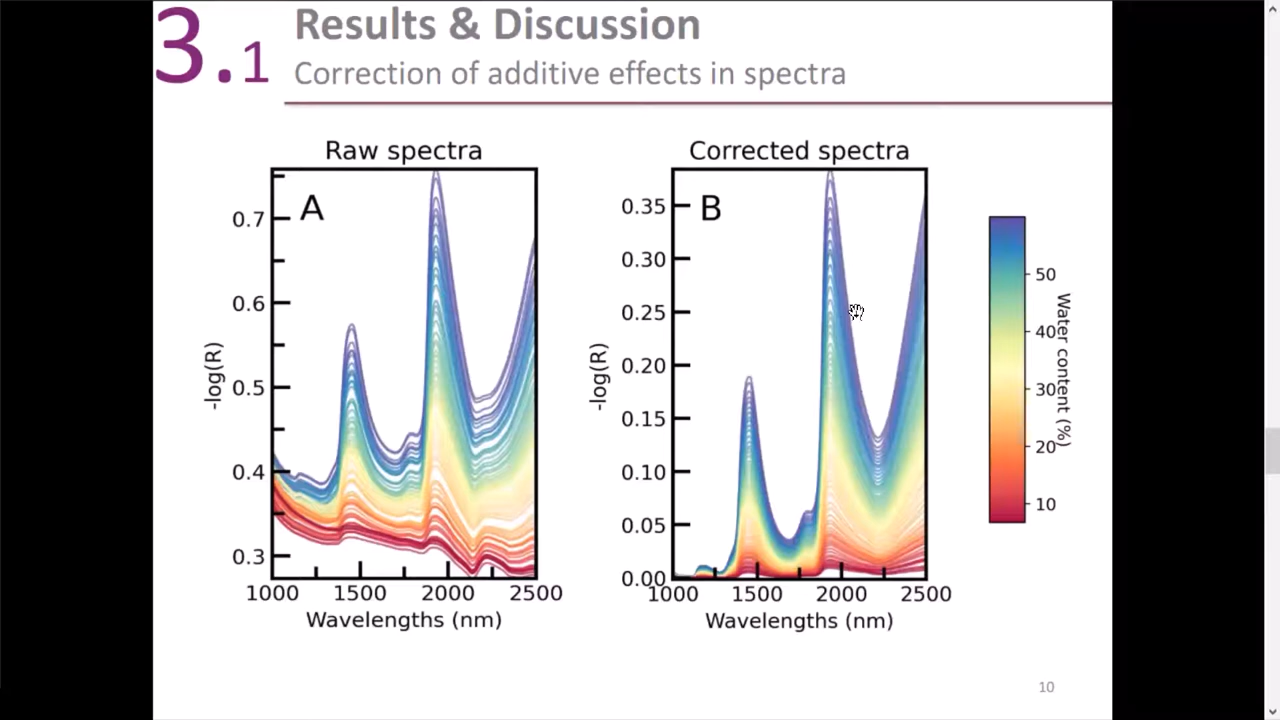 3.1
Results & Discussion
Correction of additive effects in spectra
Raw spectra
A
0.7
0.6
0.5
0.4
0.3
-log(R)
1000 1500 2000 2500
Wavelengths (nm)
Corrected spectra
B
0.35
0.30
0.25
0.20
0.15
0.10
0.05
0.00
-log(R)
1000 1500 2000 2500
Wavelengths (nm)
50
40
30
20
10
Water content (%)
10